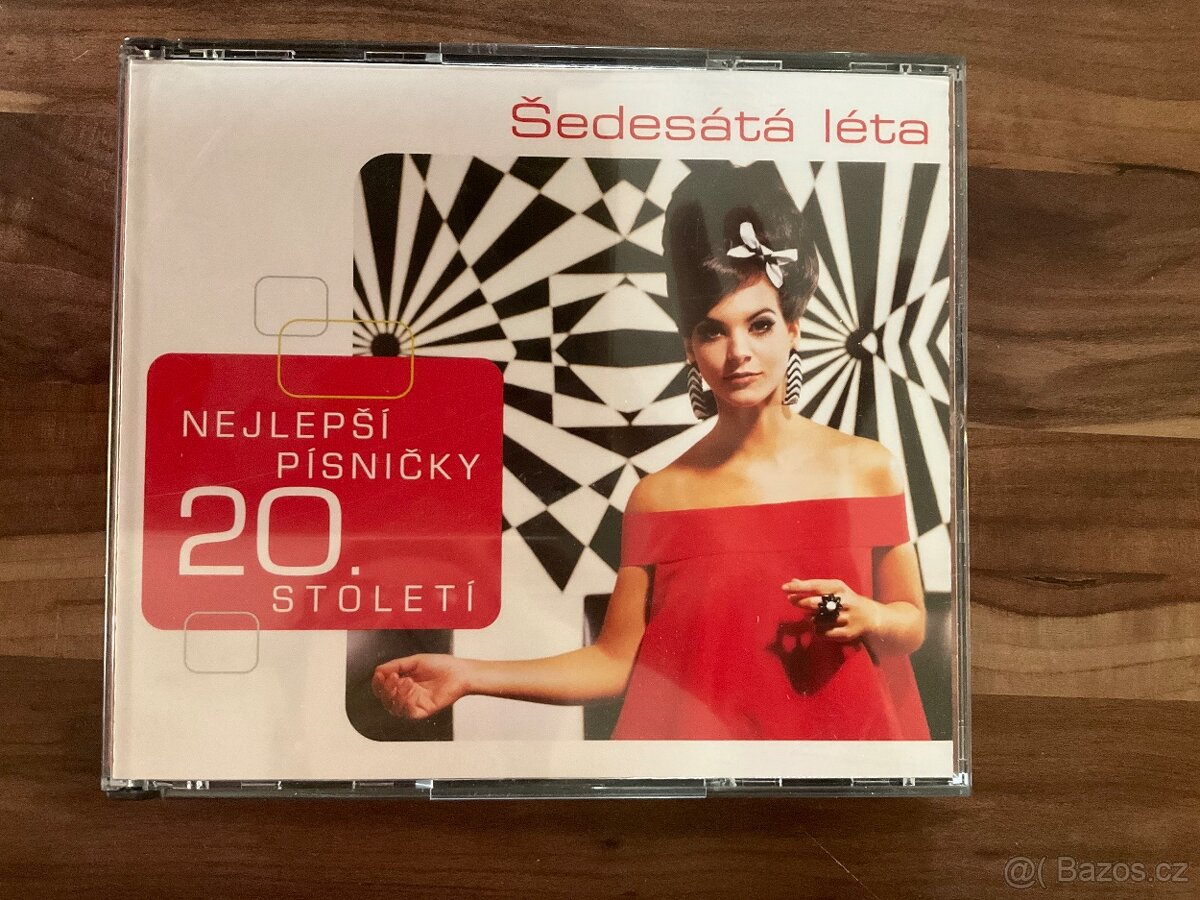 Šedesátá léta
NEJLEPŠÍ
PÍSNIČKY
20.
STOLETÍ
@( Bazos.cz